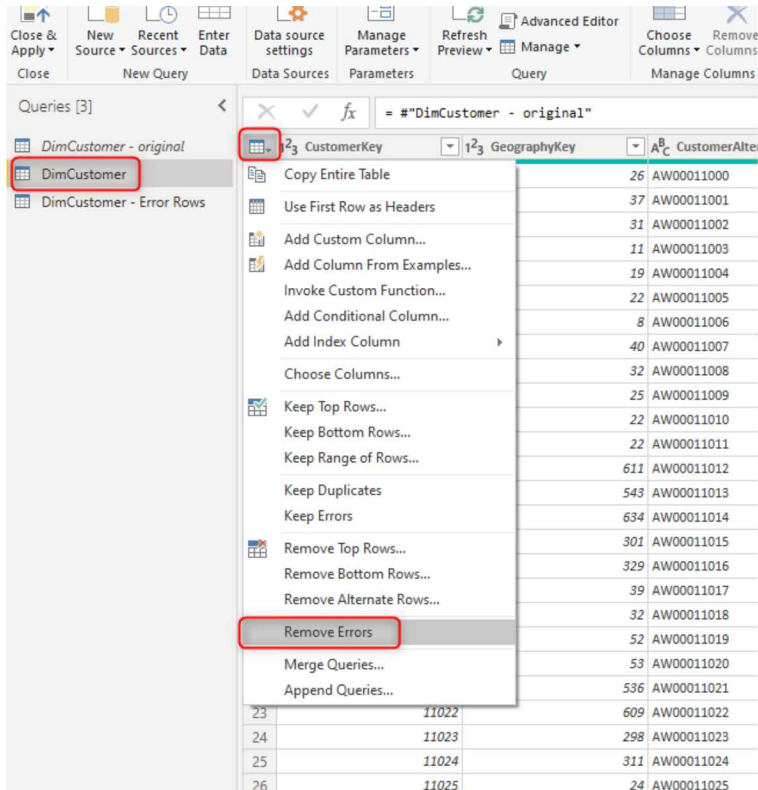 Close & Apply
New Source
Recent Sources
Enter Data
Data source settings
Manage Parameters
Refresh Preview
Advanced Editor
Manage
Choose Columns
Remove Columns
Close
New Query
Data Sources
Parameters
Query
Manage Columns
Queries [3]
= #"DimCustomer - original"
DimCustomer - original
DimCustomer
DimCustomer - Error Rows
1²3 CustomerKey
1²3 GeographyKey
ABC CustomerAlte
Copy Entire Table
Use First Row as Headers
Add Custom Column...
Add Column From Examples...
Invoke Custom Function...
Add Conditional Column...
Add Index Column
Choose Columns...
Keep Top Rows...
Keep Bottom Rows...
Keep Range of Rows...
Keep Duplicates
Keep Errors
Remove Top Rows...
Remove Bottom Rows...
Remove Alternate Rows...
Remove Errors
Merge Queries...
Append Queries...
26 AW00011000
37 AW00011001
31 AW00011002
11 AW00011003
19 AW00011004
22 AW00011005
8 AW00011006
40 AW00011007
32 AW00011008
25 AW00011009
22 AW00011010
22 AW00011011
611 AW00011012
543 AW00011013
634 AW00011014
301 AW00011015
329 AW00011016
39 AW00011017
32 AW00011018
52 AW00011019
53 AW00011020
536 AW00011021
23 11022 609 AW00011022
24 11023 298 AW00011023
25 11024 311 AW00011024
26 11025 24 AW00011025